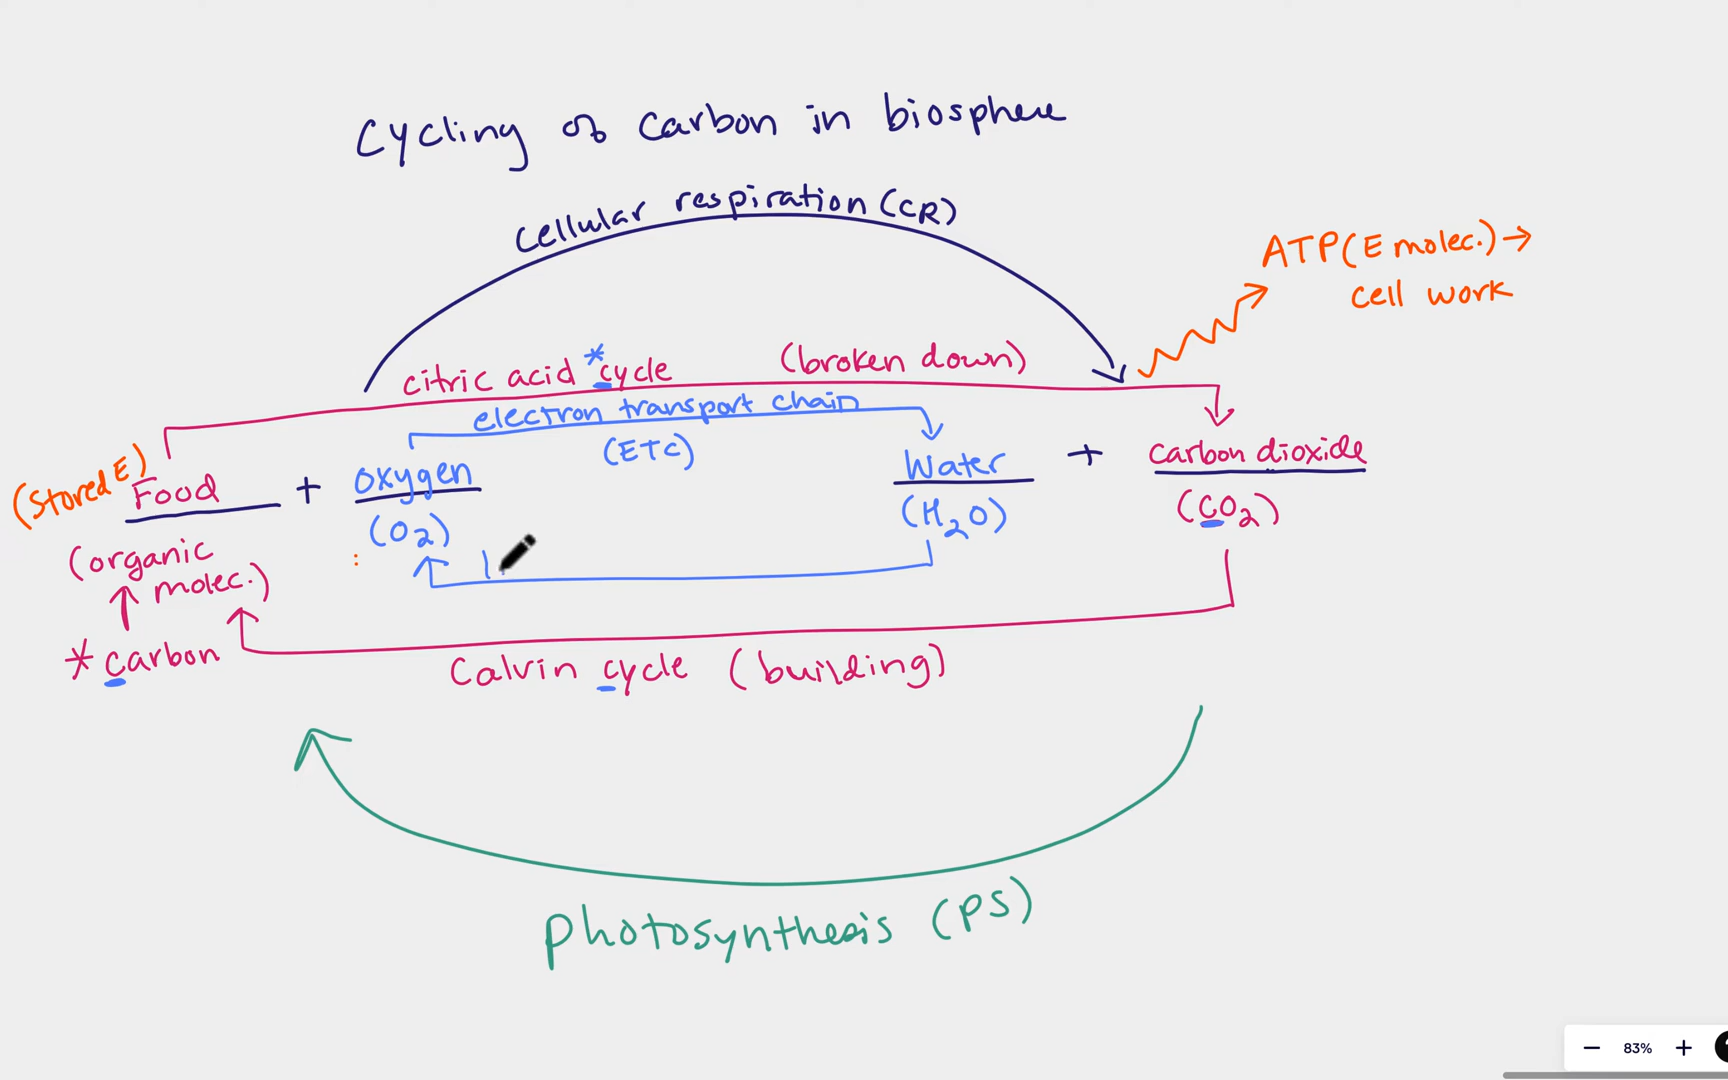 Cycling of carbon in biosphere
cellular respiration (CR)
ATP (E molec.) →
cell work
citric acid *cycle (broken down)
electron transport chain
(ETC)
(stored E)
Food + oxygen Water + carbon dioxide
(O2) (H2O) (CO2)
(organic
molec.)
*carbon
Calvin cycle (building)
Photosynthesis (PS)
83%